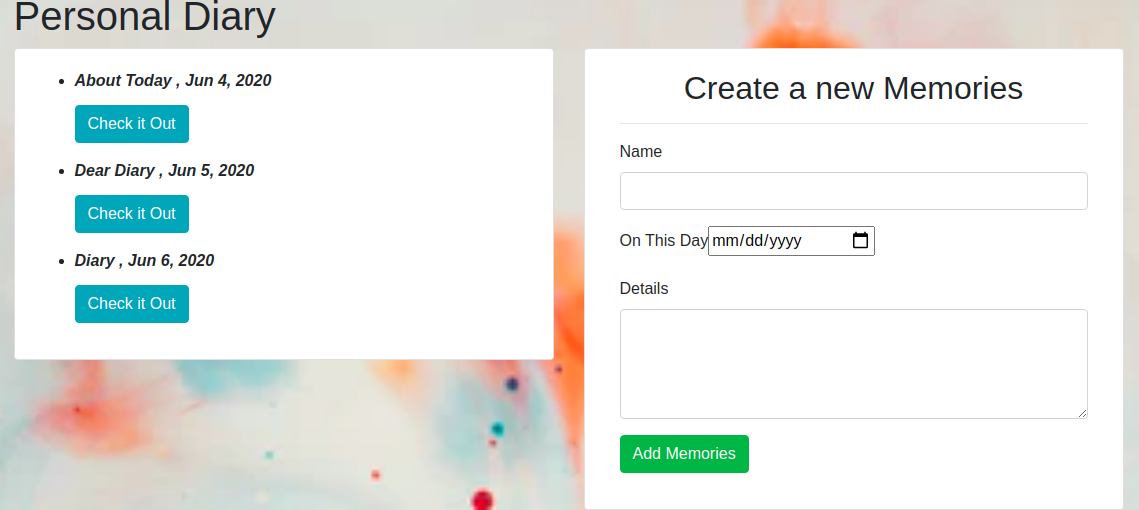 Personal Diary
About Today , Jun 4, 2020
Check it Out
Dear Diary , Jun 5, 2020
Check it Out
Diary , Jun 6, 2020
Check it Out
Create a new Memories
Name
On This Day mm/dd/yyyy
Details
Add Memories